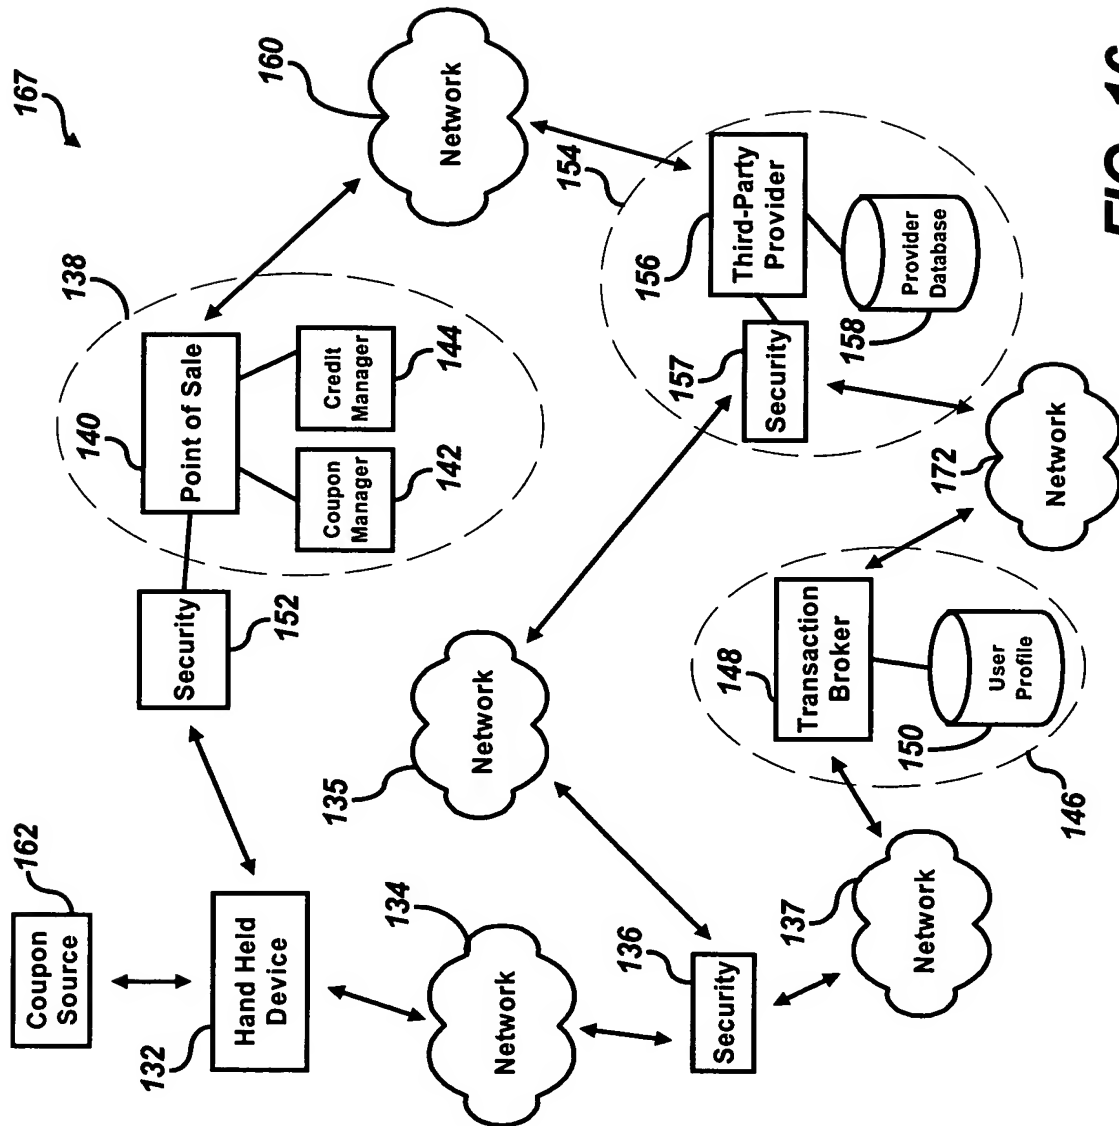 162
Coupon
Source
167
132
Hand Held
Device
152
Security
138
140
Point of Sale
Coupon
Manager
Credit
Manager
142
144
160
Network
134
Network
135
Network
136
Security
154
156
Third-Party
Provider
157
Security
158
Provider
Database
137
Network
148
Transaction
Broker
150
User
Profile
146
172
Network
FIG.